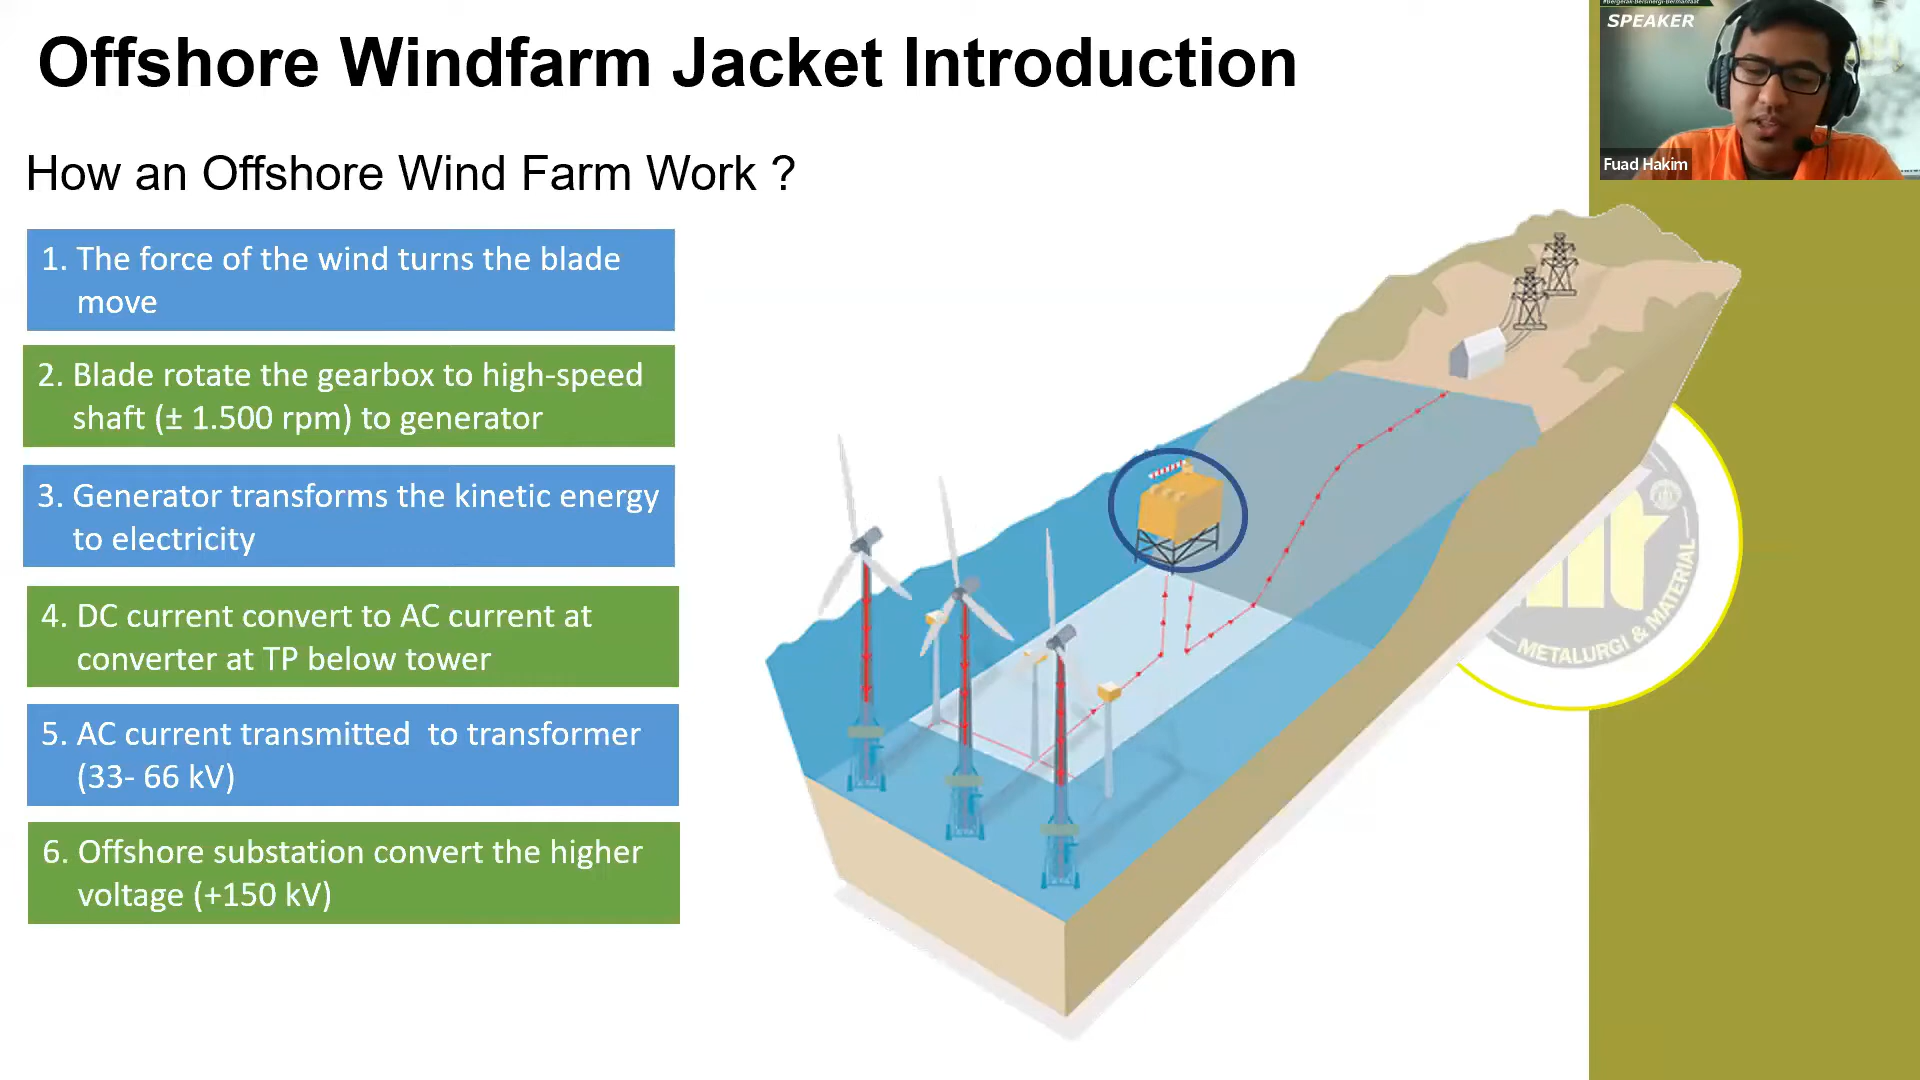 Offshore Windfarm Jacket Introduction
#Bergerak-Bersinergi-Bermanfaat
SPEAKER
Fuad Hakim
How an Offshore Wind Farm Work ?
1. The force of the wind turns the blade
move
2. Blade rotate the gearbox to high-speed
shaft (± 1.500 rpm) to generator
3. Generator transforms the kinetic energy
to electricity
4. DC current convert to AC current at
converter at TP below tower
5. AC current transmitted  to transformer
(33- 66 kV)
6. Offshore substation convert the higher
voltage (+150 kV)
METALURGI & MATERIAL